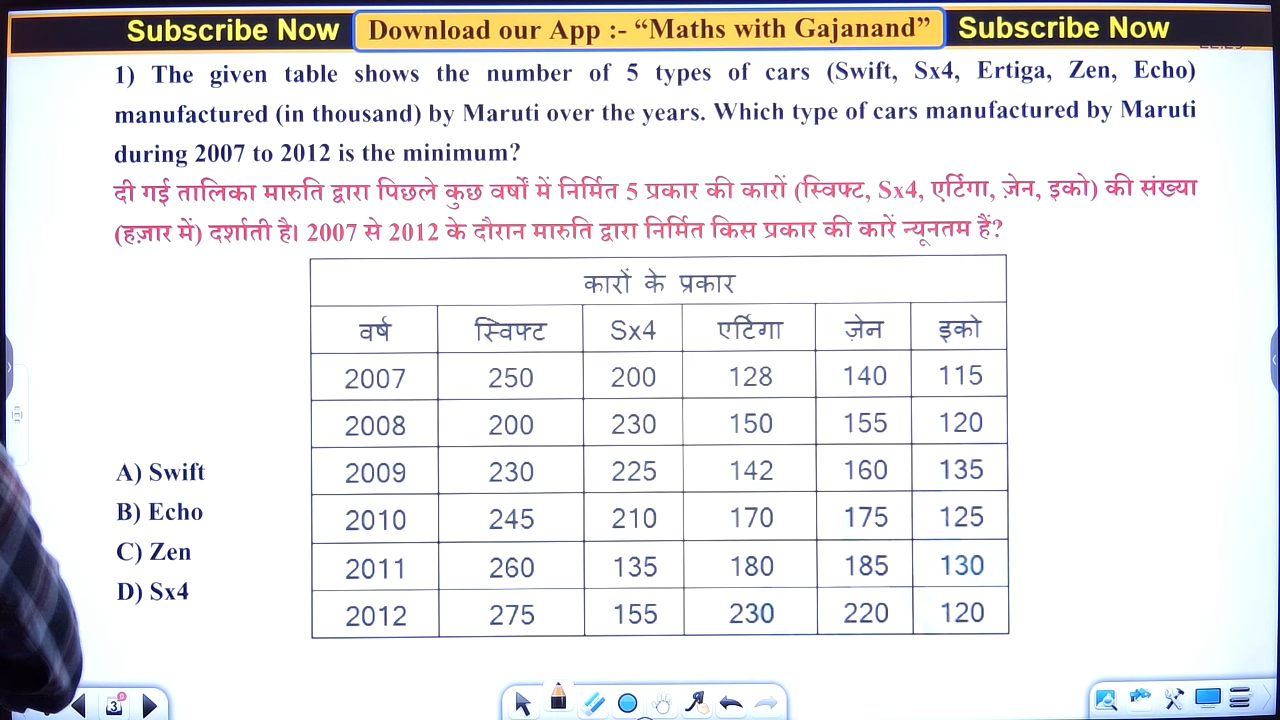 Subscribe Now Download our App :- “Maths with Gajanand” Subscribe Now
1) The given table shows the number of 5 types of cars (Swift, Sx4, Ertiga, Zen, Echo)
manufactured (in thousand) by Maruti over the years. Which type of cars manufactured by Maruti
during 2007 to 2012 is the minimum?
दी गई तालिका मारुति द्वारा पिछले कुछ वर्षों में निर्मित 5 प्रकार की कारों (स्विफ्ट, Sx4, एर्टिगा, ज़ेन, इको) की संख्या
(हज़ार में) दर्शाती है। 2007 से 2012 के दौरान मारुति द्वारा निर्मित किस प्रकार की कारें न्यूनतम हैं?
कारों के प्रकार
वर्ष स्विफ्ट Sx4 एर्टिगा ज़ेन इको
2007 250 200 128 140 115
2008 200 230 150 155 120
2009 230 225 142 160 135
2010 245 210 170 175 125
2011 260 135 180 185 130
2012 275 155 230 220 120
A) Swift
B) Echo
C) Zen
D) Sx4
3